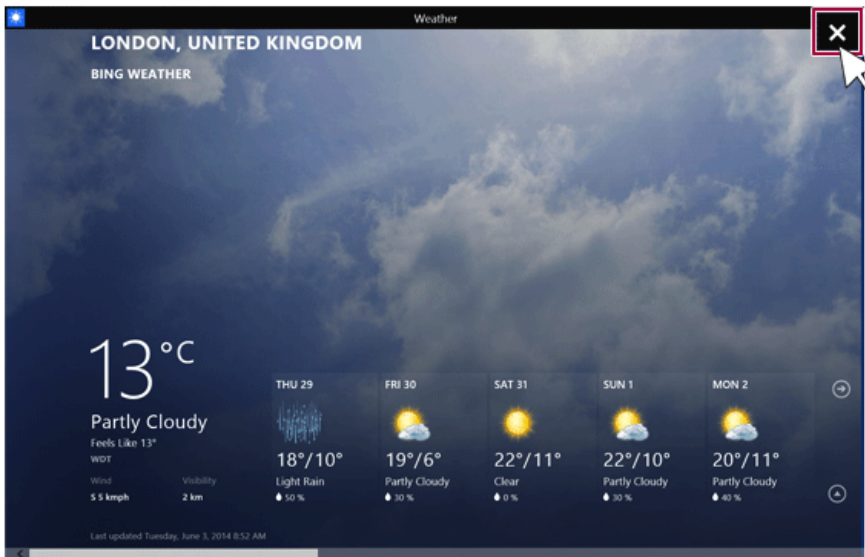 Weather
LONDON, UNITED KINGDOM
BING WEATHER
13°C
Partly Cloudy
Feels Like 13°
WDT
Wind
Visibility
S 5 kmph
2 km
THU 29
18°/10°
Light Rain
50 %
FRI 30
19°/6°
Partly Cloudy
30 %
SAT 31
22°/11°
Clear
0 %
SUN 1
22°/10°
Partly Cloudy
30 %
MON 2
20°/11°
Partly Cloudy
40 %
Last updated Tuesday, June 3, 2014 8:52 AM